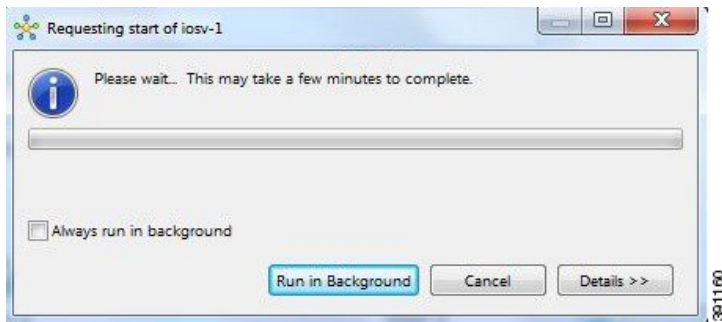 Requesting start of iosv-1
Please wait... This may take a few minutes to complete.
Always run in background
Run in Background
Cancel
Details >>
391160